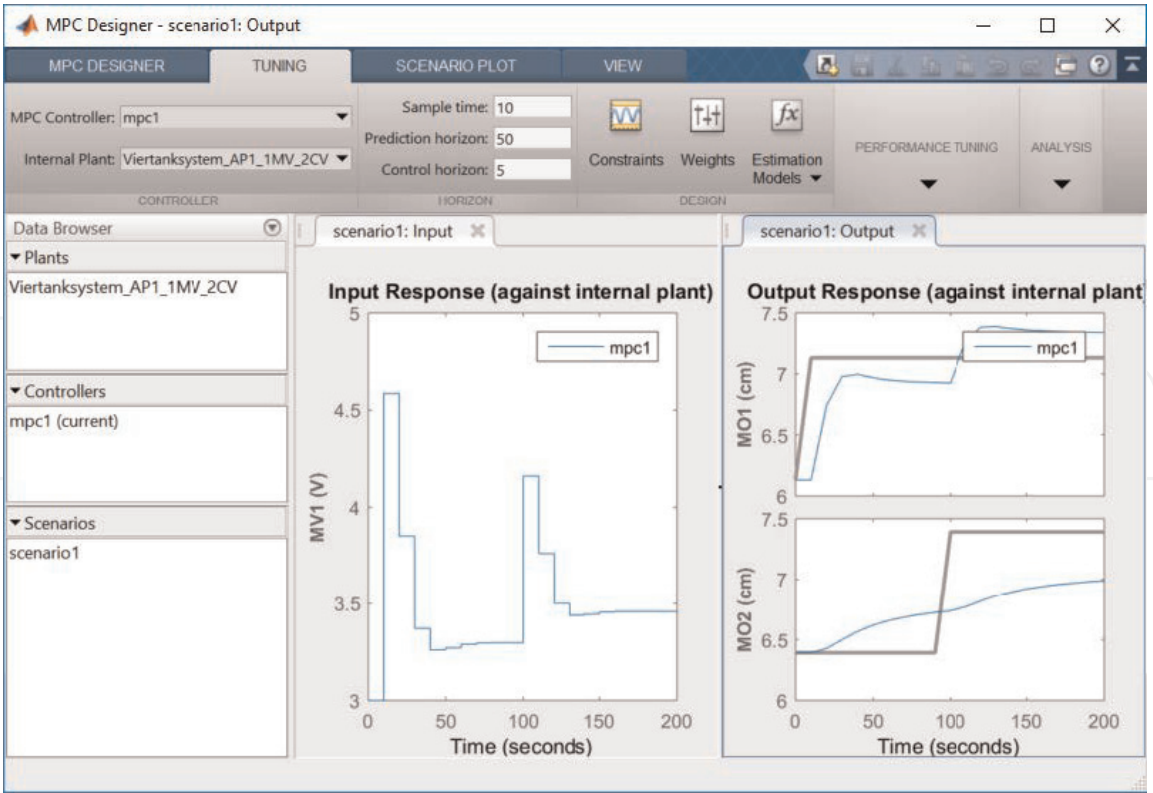 MPC Designer - scenario1: Output
MPC DESIGNER TUNING SCENARIO PLOT VIEW
MPC Controller: mpc1
Internal Plant: Viertanksystem_AP1_1MV_2CV
CONTROLLER
Sample time: 10
Prediction horizon: 50
Control horizon: 5
HORIZON
Constraints
Weights
fx
Estimation
Models
DESIGN
PERFORMANCE TUNING
ANALYSIS
Data Browser
Plants
Viertanksystem_AP1_1MV_2CV
Controllers
mpc1 (current)
Scenarios
scenario1
scenario1: Input
Input Response (against internal plant)
mpc1
5
4.5
4
3.5
3
MV1 (V)
0 50 100 150 200
Time (seconds)
scenario1: Output
Output Response (against internal plant
mpc1
7.5
7
6.5
6
MO1 (cm)
7.5
7
6.5
6
MO2 (cm)
0 50 100 150 200
Time (seconds)